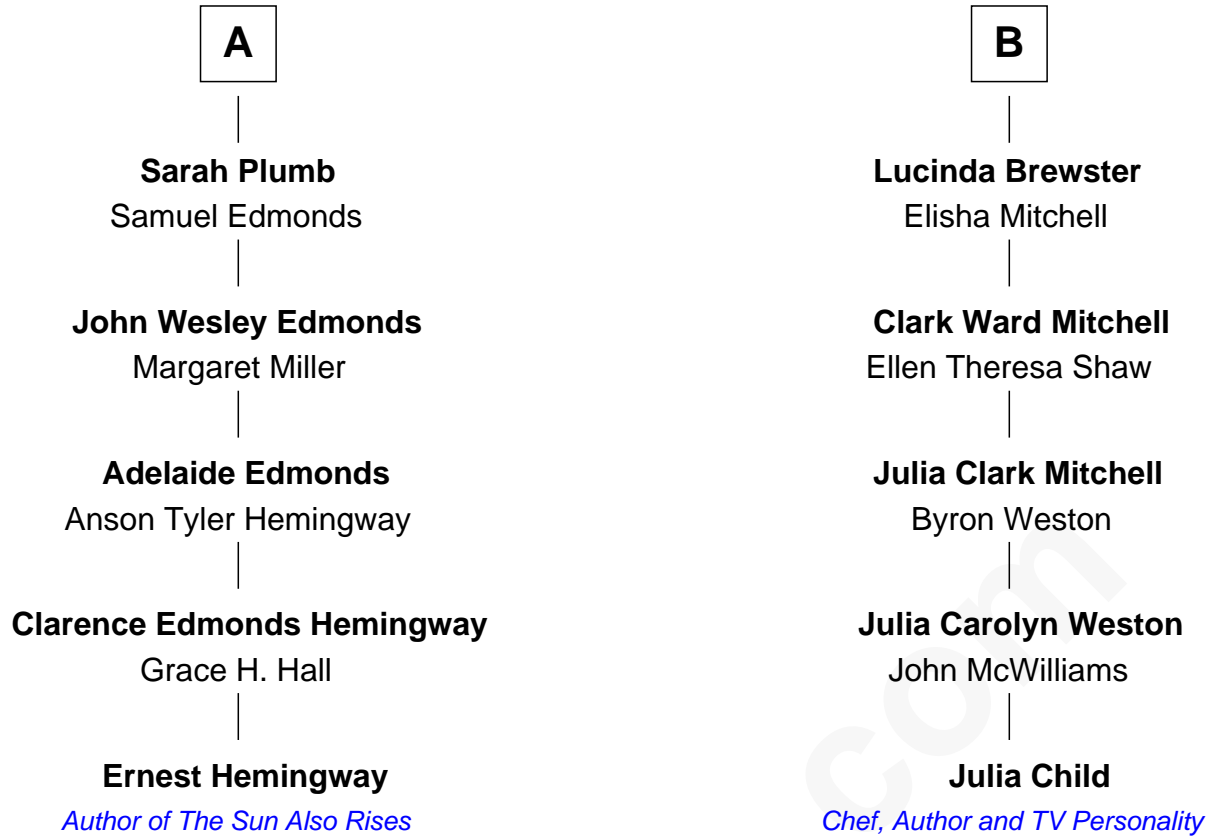 A
Sarah Plumb
Samuel Edmonds
John Wesley Edmonds
Margaret Miller
Adelaide Edmonds
Anson Tyler Hemingway
Clarence Edmonds Hemingway
Grace H. Hall
Ernest Hemingway
Author of The Sun Also Rises
B
Lucinda Brewster
Elisha Mitchell
Clark Ward Mitchell
Ellen Theresa Shaw
Julia Clark Mitchell
Byron Weston
Julia Carolyn Weston
John McWilliams
Julia Child
Chef, Author and TV Personality
com